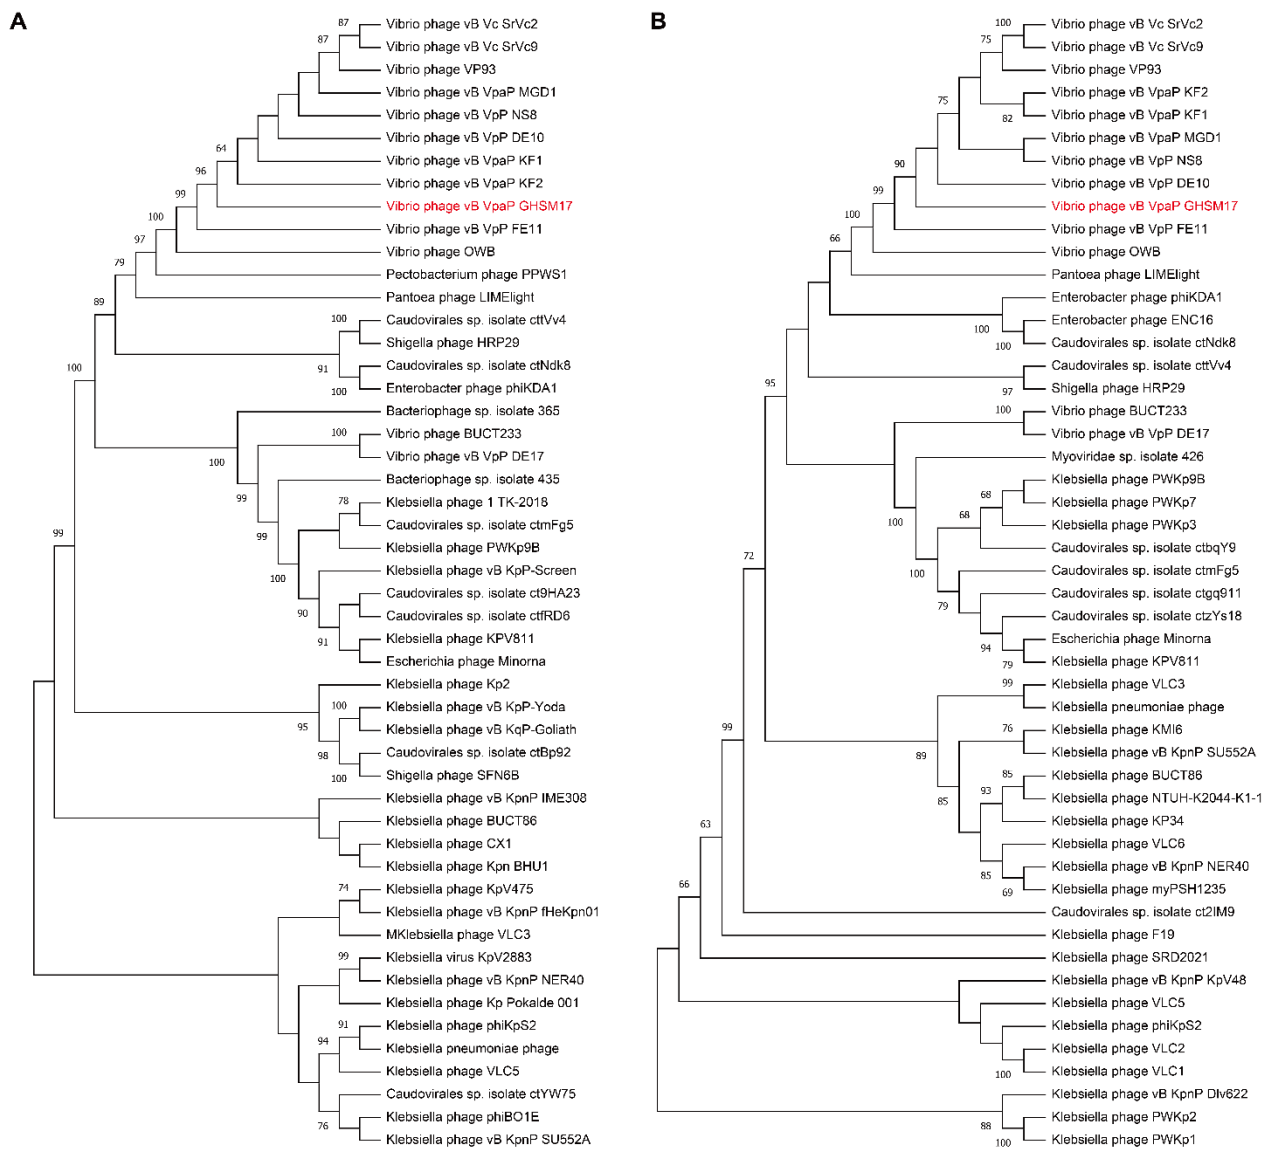 A
87
Vibrio phage vB Vc SrVc2
87
Vibrio phage vB Vc SrVc9
Vibrio phage VP93
Vibrio phage vB VpaP MGD1
Vibrio phage vB VpP NS8
Vibrio phage vB VpP DE10
64
Vibrio phage vB VpaP KF1
96
Vibrio phage vB VpaP KF2
99
Vibrio phage vB VpaP GHSM17
100
Vibrio phage vB VpP FE11
97
Vibrio phage OWB
79
Pectobacterium phage PPWS1
89
Pantoea phage LIMElight
100
Caudovirales sp. isolate cttVv4
Shigella phage HRP29
100
91
Caudovirales sp. isolate ctNdk8
100
Enterobacter phage phiKDA1
Bacteriophage sp. isolate 365
100
Vibrio phage BUCT233
100
Vibrio phage vB VpP DE17
99
Bacteriophage sp. isolate 435
78
Klebsiella phage 1 TK-2018
99
Caudovirales sp. isolate ctmFg5
99
Klebsiella phage PWKp9B
100
Klebsiella phage vB KpP-Screen
Caudovirales sp. isolate ct9HA23
90
Caudovirales sp. isolate ctfRD6
91
Klebsiella phage KPV811
Escherichia phage Minorna
Klebsiella phage Kp2
100
Klebsiella phage vB KpP-Yoda
95
Klebsiella phage vB KqP-Goliath
98
Caudovirales sp. isolate ctBp92
100
Shigella phage SFN6B
Klebsiella phage vB KpnP IME308
Klebsiella phage BUCT86
Klebsiella phage CX1
Klebsiella phage Kpn BHU1
74
Klebsiella phage KpV475
Klebsiella phage vB KpnP fHeKpn01
MKlebsiella phage VLC3
99
Klebsiella virus KpV2883
Klebsiella phage vB KpnP NER40
Klebsiella phage Kp Pokalde 001
91
Klebsiella phage phiKpS2
94
Klebsiella pneumoniae phage
Klebsiella phage VLC5
Caudovirales sp. isolate ctYW75
Klebsiella phage phiBO1E
76
Klebsiella phage vB KpnP SU552A
B
100
Vibrio phage vB Vc SrVc2
75
Vibrio phage vB Vc SrVc9
Vibrio phage VP93
75
Vibrio phage vB VpaP KF2
82
Vibrio phage vB VpaP KF1
Vibrio phage vB VpaP MGD1
90
Vibrio phage vB VpP NS8
99
Vibrio phage vB VpP DE10
100
Vibrio phage vB VpaP GHSM17
Vibrio phage vB VpP FE11
66
Vibrio phage OWB
Pantoea phage LIMElight
Enterobacter phage phiKDA1
100
Enterobacter phage ENC16
100
Caudovirales sp. isolate ctNdk8
Caudovirales sp. isolate cttVv4
95
97
Shigella phage HRP29
100
Vibrio phage BUCT233
Vibrio phage vB VpP DE17
Myoviridae sp. isolate 426
Klebsiella phage PWKp9B
68
Klebsiella phage PWKp7
100
68
Klebsiella phage PWKp3
Caudovirales sp. isolate ctbqY9
72
100
Caudovirales sp. isolate ctmFg5
Caudovirales sp. isolate ctgq911
79
Caudovirales sp. isolate ctzYs18
Escherichia phage Minorna
94
79
Klebsiella phage KPV811
99
Klebsiella phage VLC3
Klebsiella pneumoniae phage
99
76
Klebsiella phage KMI6
89
Klebsiella phage vB KpnP SU552A
85
Klebsiella phage BUCT86
93
Klebsiella phage NTUH-K2044-K1-1
85
Klebsiella phage KP34
63
Klebsiella phage VLC6
Klebsiella phage vB KpnP NER40
85
69
Klebsiella phage myPSH1235
66
Caudovirales sp. isolate ct2IM9
Klebsiella phage F19
Klebsiella phage SRD2021
Klebsiella phage vB KpnP KpV48
Klebsiella phage VLC5
Klebsiella phage phiKpS2
Klebsiella phage VLC2
100
Klebsiella phage VLC1
Klebsiella phage vB KpnP Dlv622
Klebsiella phage PWKp2
88
100
Klebsiella phage PWKp1